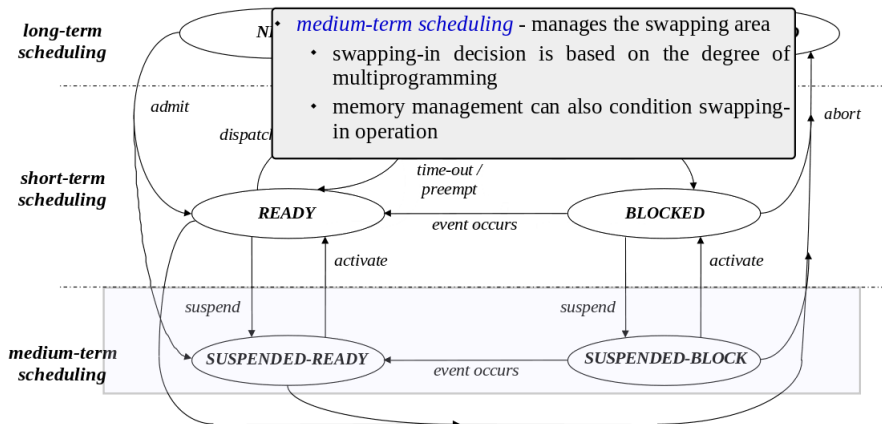 long-term
scheduling
medium-term scheduling - manages the swapping area
swapping-in decision is based on the degree of
multiprogramming
memory management can also condition swapping-
in operation
admit
abort
time-out /
preempt
short-term
scheduling
READY
BLOCKED
event occurs
activate
activate
suspend
suspend
medium-term
scheduling
SUSPENDED-READY
SUSPENDED-BLOCK
event occurs